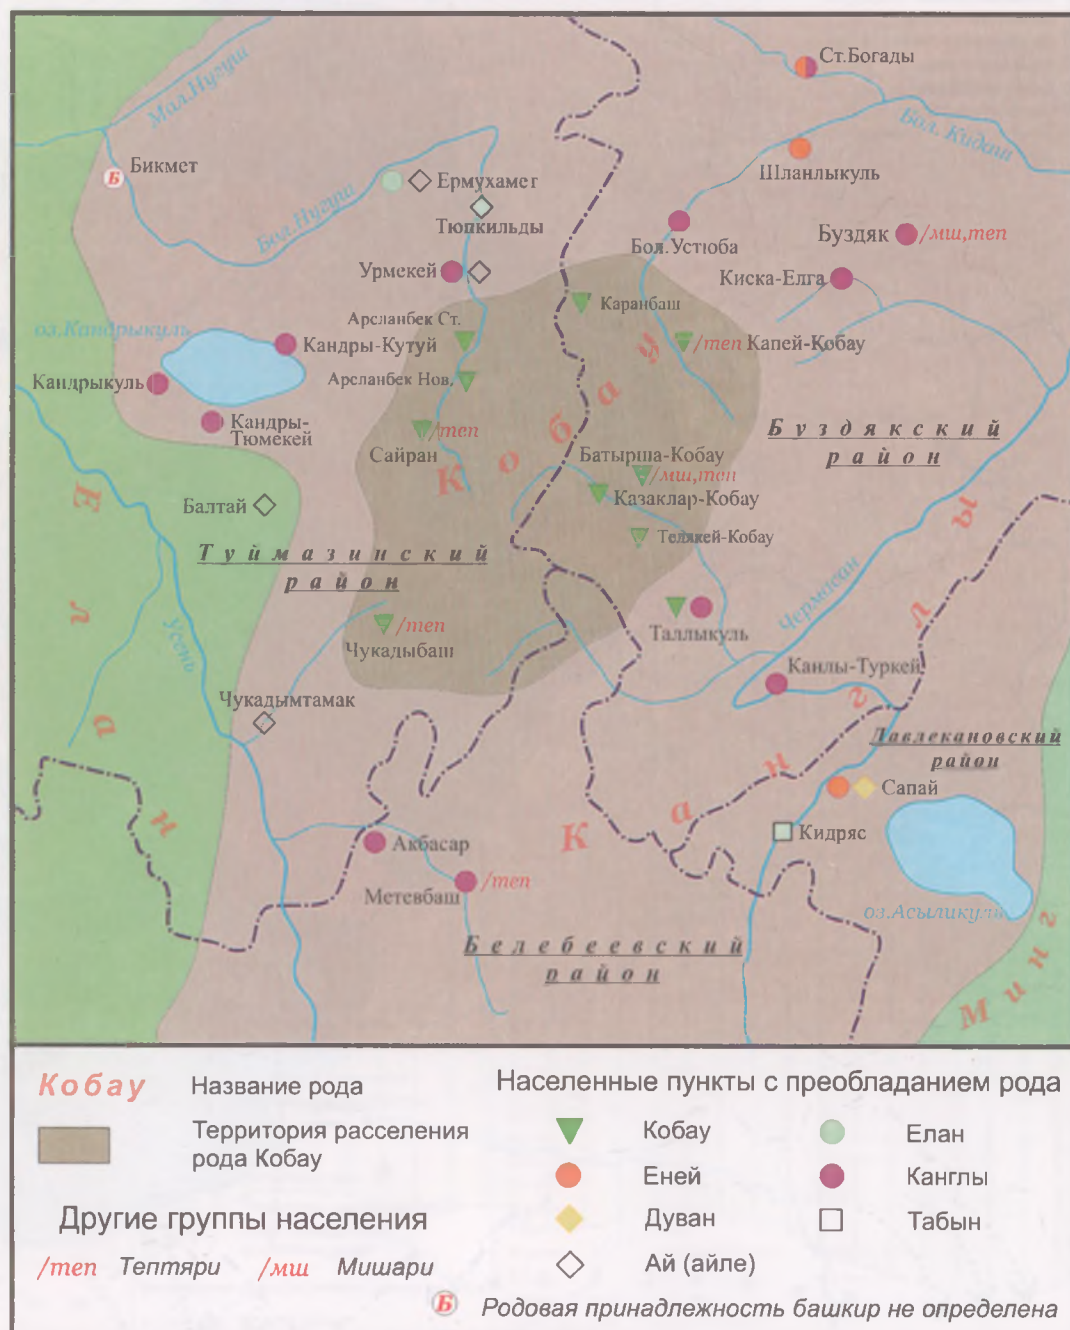 Ст.Богады
Мал.Нугуш
Бол. Кидаш
Бикмет
Б
Ермухамет
Шланлыкуль
Бол.Нугуш
Тюпкильды
Бол.Устюба
Буздяк
/мш,теп
Урмекей
Киска-Елга
Каранбаш
Арсланбек Ст.
оз.Кандрыкуль
Кандры-Кутуй
/теп Капей-Кобау
Арсланбек Нов.
Кандрыкуль
Кандры-
Тюмекей
/теп
Сайран
Кобау
Буздякский
район
Батырша-Кобау
/мш,теп
Казаклар-Кобау
Балтай
Телякей-Кобау
Туймазинский
район
Елан
Усень
Чермасан
/теп
Чукадыбаш
Таллыкуль
Канлы-Туркей
Чукадымтамак
Давлекановский
район
Канглы
Сапай
Кидряс
Акбасар
/теп
Метевбаш
оз.Асыликуль
Белебеевский
район
Минг
Кобау
Название рода
Территория расселения
рода Кобау
Другие группы населения
/теп Тептяри /мш Мишари
Населенные пункты с преобладанием рода
Кобау Елан
Еней Канглы
Дуван Табын
Ай (айле)
Б Родовая принадлежность башкир не определена